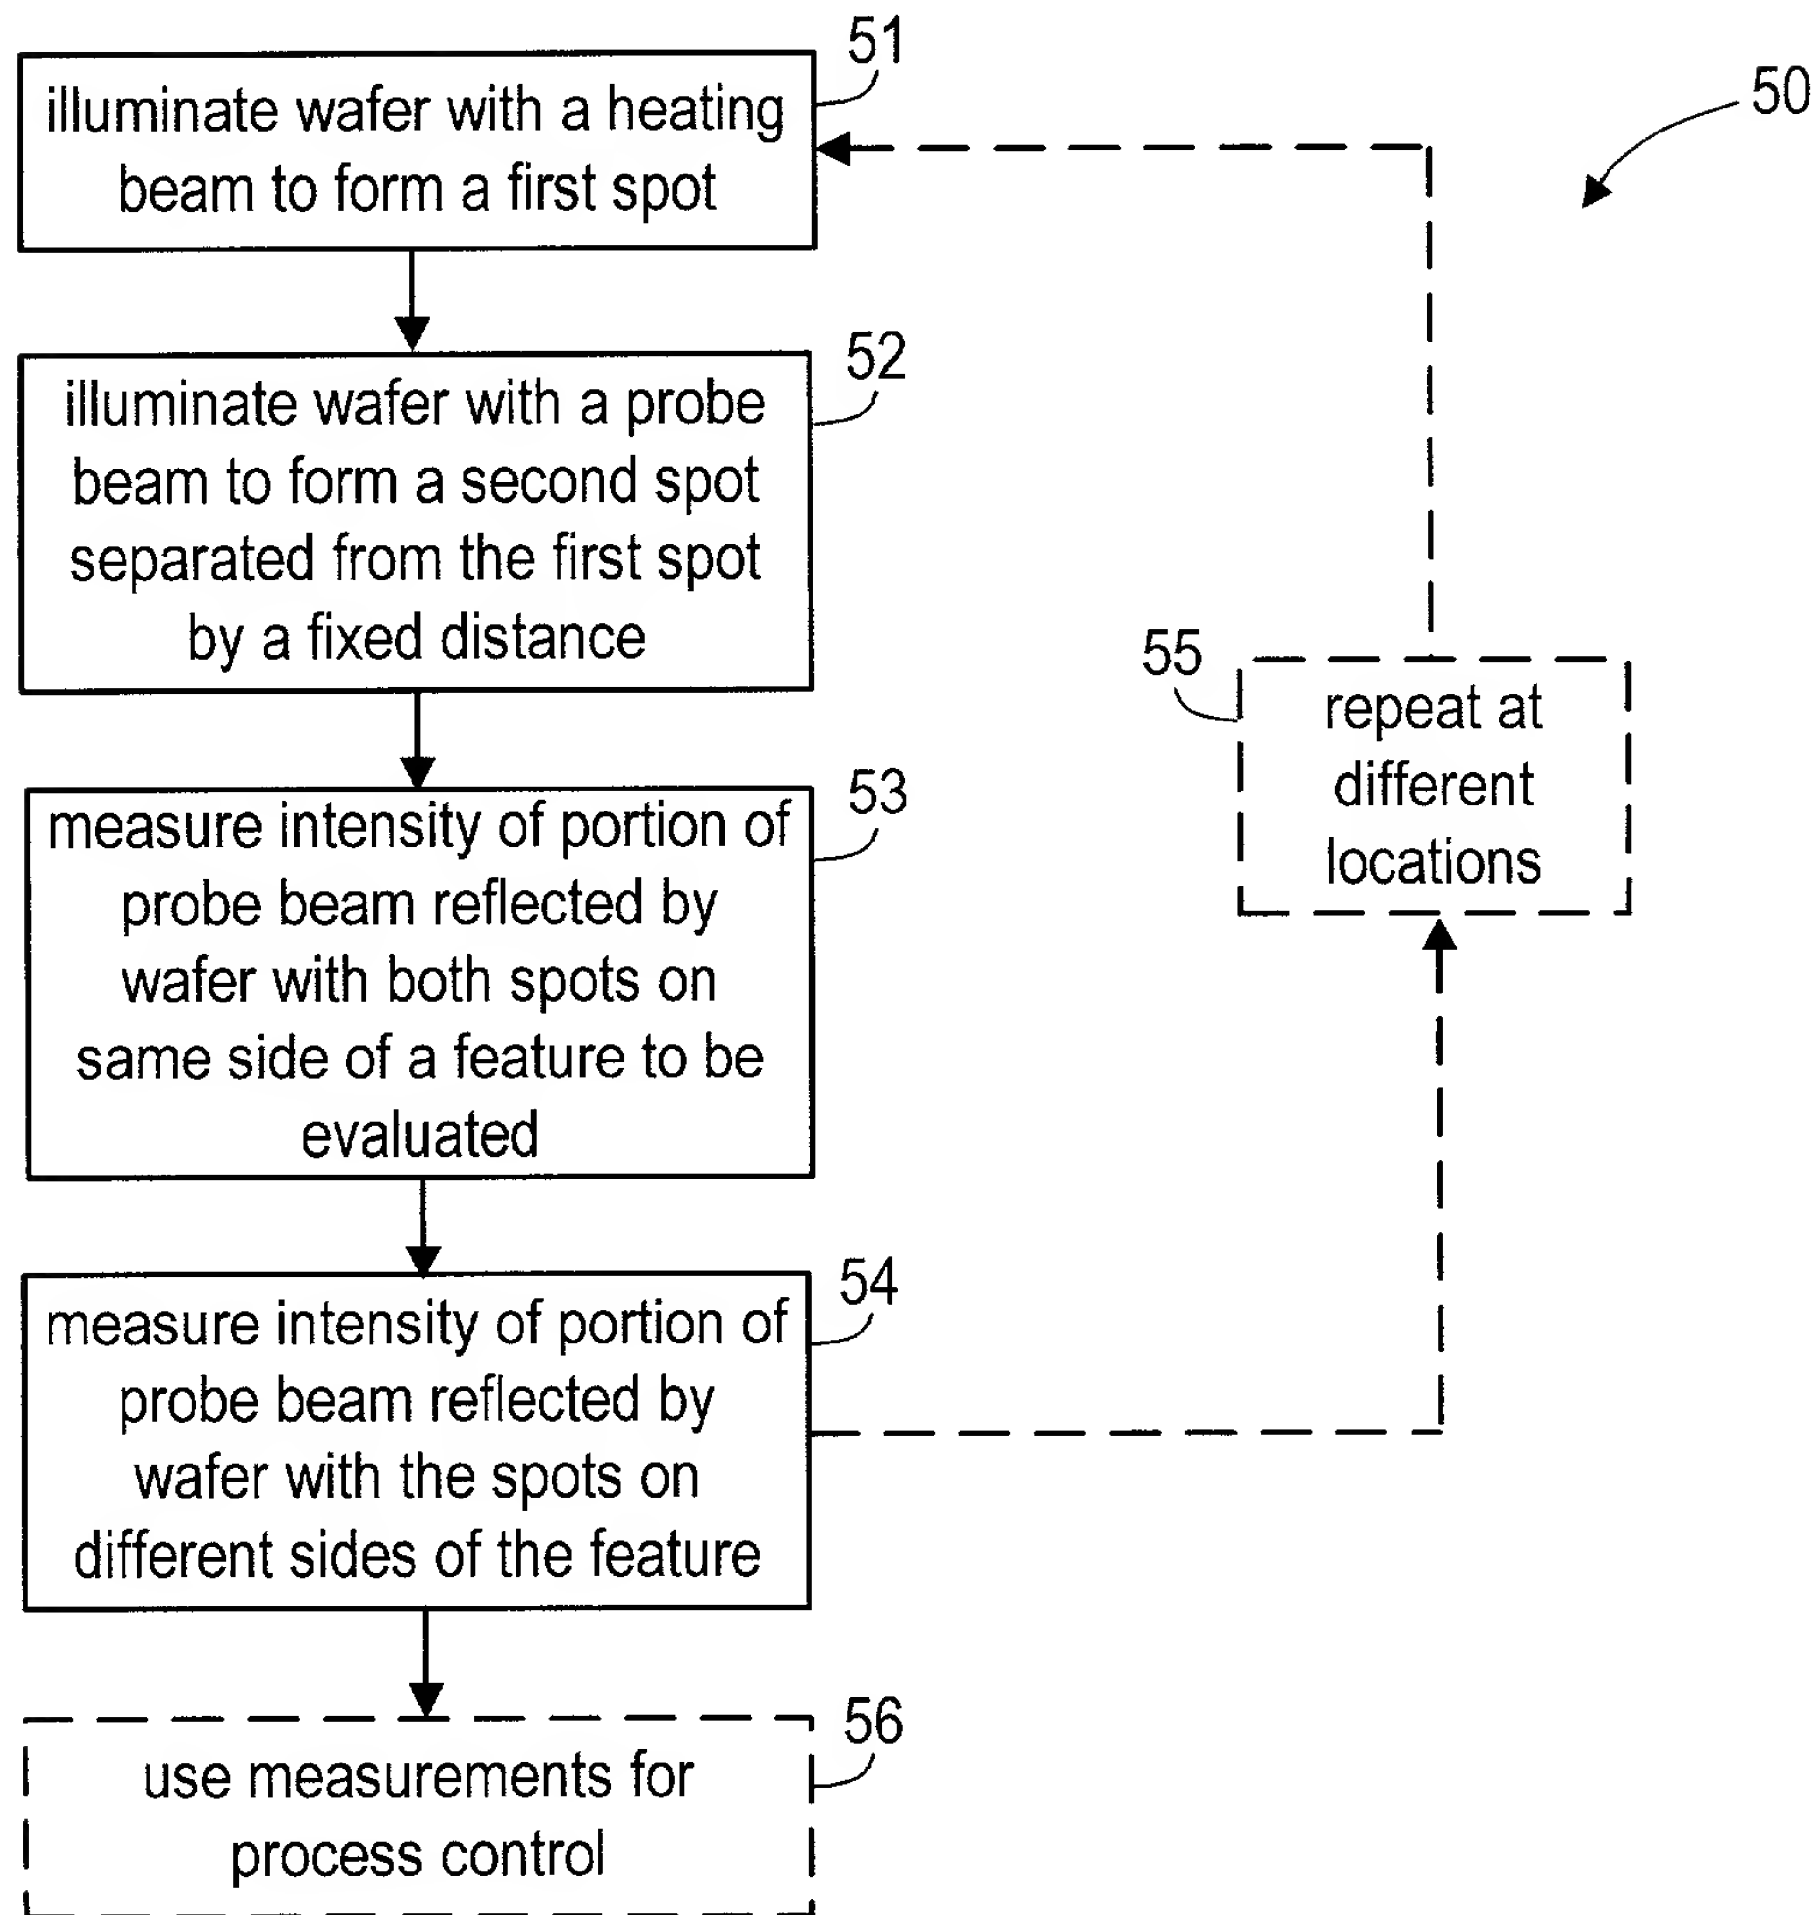 51
illuminate wafer with a heating
beam to form a first spot
50
52
illuminate wafer with a probe
beam to form a second spot
separated from the first spot
by a fixed distance
53
measure intensity of portion of
probe beam reflected by
wafer with both spots on
same side of a feature to be
evaluated
54
measure intensity of portion of
probe beam reflected by
wafer with the spots on
different sides of the feature
55
repeat at
different
locations
56
use measurements for
process control